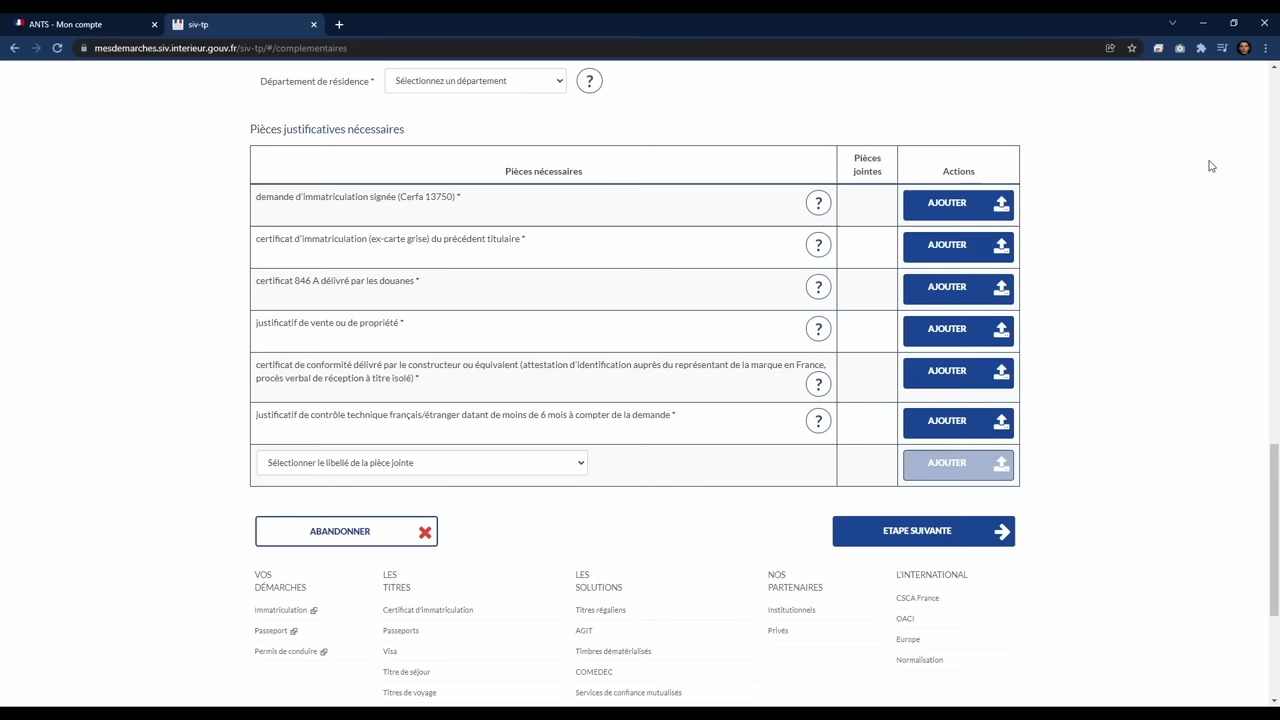 ANTS - Mon compte
siv-tp
mesdemarches.siv.interieur.gouv.fr/siv-tp/#/complementaires
Département de résidence *
Sélectionnez un département
?
Pièces justificatives nécessaires
Pièces nécessaires
Pièces
jointes
Actions
demande d'immatriculation signée (Cerfa 13750) *
?
AJOUTER
certificat d'immatriculation (ex-carte grise) du précédent titulaire *
?
AJOUTER
certificat 846 A délivré par les douanes *
?
AJOUTER
justificatif de vente ou de propriété *
?
AJOUTER
certificat de conformité délivré par le constructeur ou équivalent (attestation d'identification auprès du représentant de la marque en France,
procès verbal de réception à titre isolé) *
?
AJOUTER
justificatif de contrôle technique français/étranger datant de moins de 6 mois à compter de la demande *
?
AJOUTER
Sélectionner le libellé de la pièce jointe
AJOUTER
ABANDONNER
ETAPE SUIVANTE
VOS
DÉMARCHES
Immatriculation
Passeport
Permis de conduire
LES
TITRES
Certificat d'immatriculation
Passeports
Visa
Titre de séjour
Titres de voyage
LES
SOLUTIONS
Titres régaliens
AGIT
Timbres dématérialisés
COMEDEC
Services de confiance mutualisés
NOS
PARTENAIRES
Institutionnels
Privés
L'INTERNATIONAL
CSCA France
OACI
Europe
Normalisation